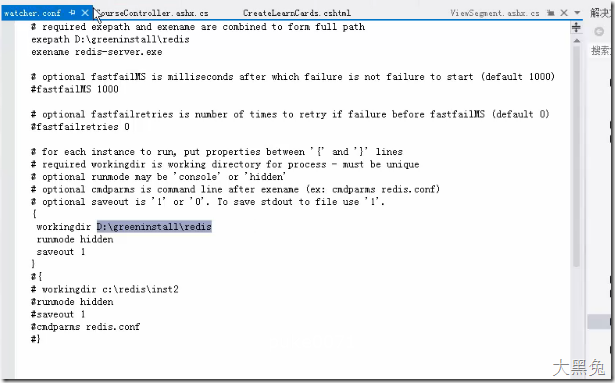 watcher.conf CourseController.ashx.cs CreateLearnCards.cshtml ViewSegment.ashx.cs 解决
# required exepath and exename are combined to form full path
exepath D:\greeninstall\redis
exename redis-server.exe
搜索
# optional fastfailMS is milliseconds after which failure is not failure to start (default 1000)
#fastfailMS 1000
# optional fastfailretries is number of times to retry if failure before fastfailMS (default 0)
#fastfailretries 0
# for each instance to run, put properties between '{' and '}' lines
# required workingdir is working directory for process - must be unique
# optional runmode may be 'console' or 'hidden'
# optional cmdparms is command line after exename (ex: cmdparms redis.conf)
# optional saveout is '1' or '0'. To save stdout to file use '1'.
{
workingdir D:\greeninstall\redis
runmode hidden
saveout 1
}
#{
# workingdir c:\redis\inst2
#runmode hidden
#saveout 1
#cmdparms redis.conf
#}
大黑兔